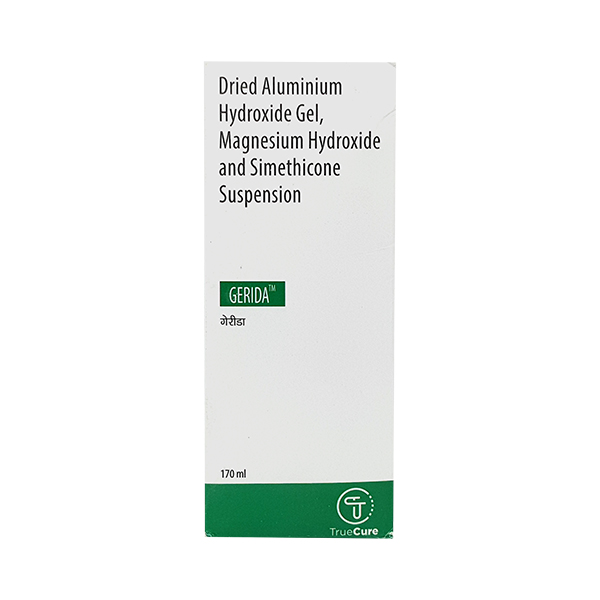 Dried Aluminium
Hydroxide Gel,
Magnesium Hydroxide
and Simethicone
Suspension
GERIDA™
गेरीडा
170 ml
TrueCure